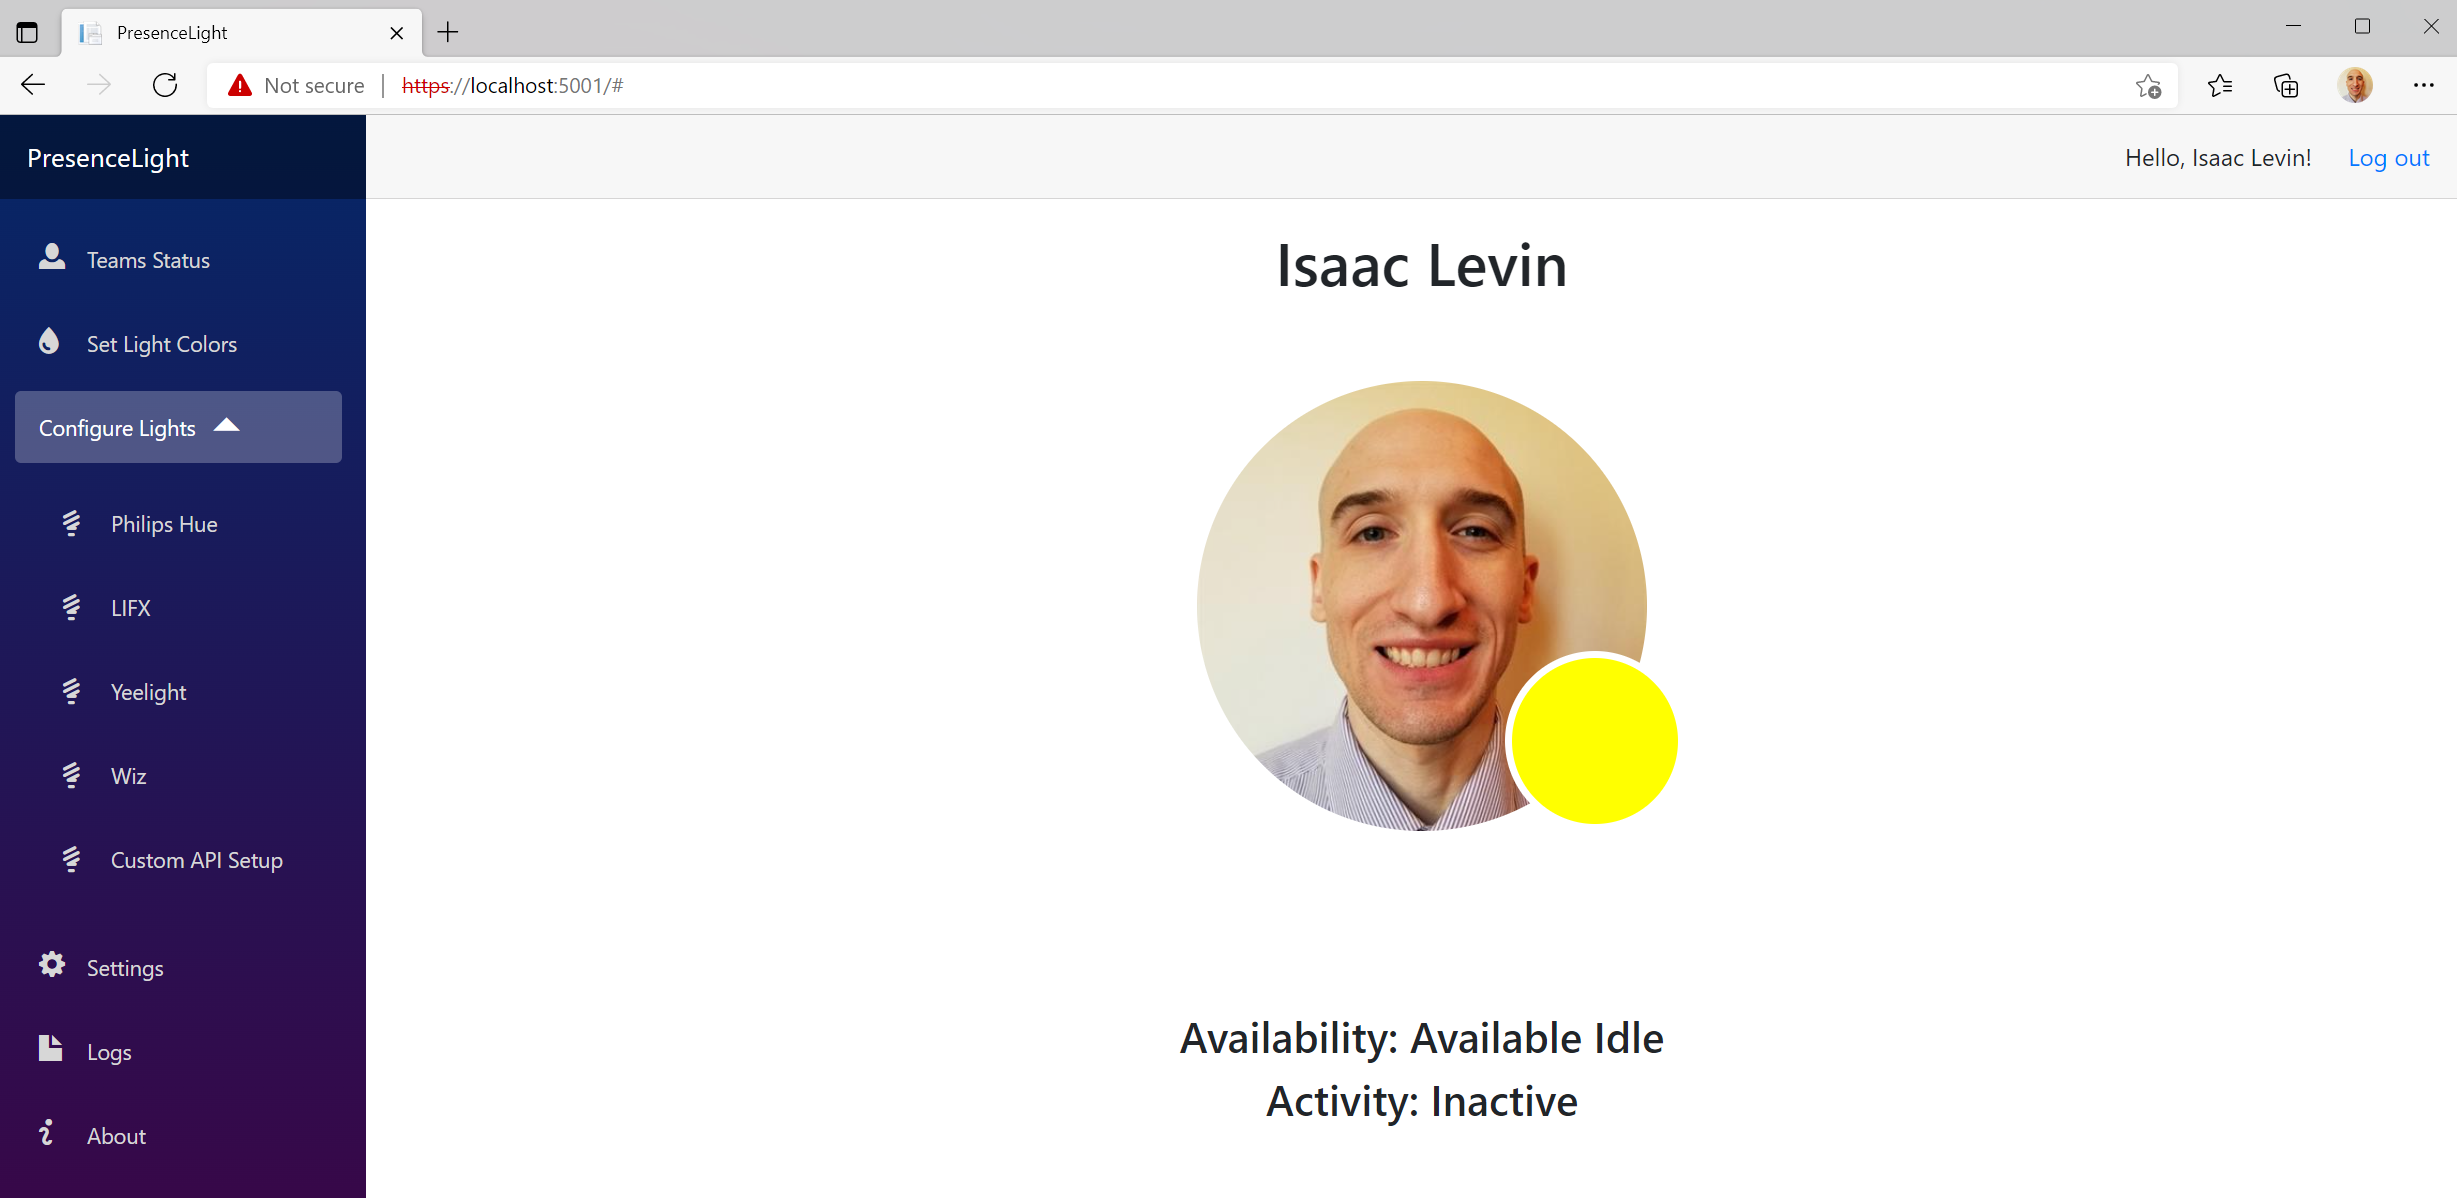 PresenceLight
Not secure | https://localhost:5001/#
PresenceLight
Hello, Isaac Levin! Log out
Teams Status
Set Light Colors
Configure Lights
Philips Hue
LIFX
Yeelight
Wiz
Custom API Setup
Settings
Logs
About
Isaac Levin
Availability: Available Idle
Activity: Inactive